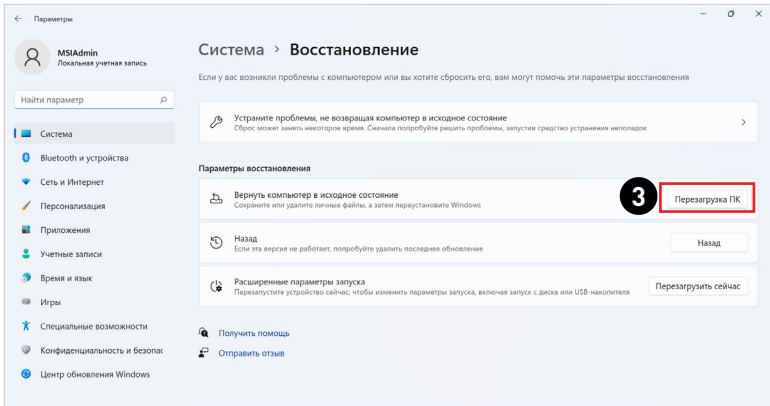 Параметры
MSIAdmin
Локальная учетная запись
Найти параметр
Система
Bluetooth и устройства
Сеть и Интернет
Персонализация
Приложения
Учетные записи
Время и язык
Игры
Специальные возможности
Конфиденциальность и безопас
Центр обновления Windows
Система > Восстановление
Если у вас возникли проблемы с компьютером или вы хотите сбросить его, вам могут помочь эти параметры восстановления
Устраните проблемы, не возвращая компьютер в исходное состояние
Сброс может занять некоторое время. Сначала попробуйте решить проблемы, запустив средство устранения неполадок
Параметры восстановления
Вернуть компьютер в исходное состояние
Сохраните или удалите личные файлы, а затем переустановите Windows
3
Перезагрузка ПК
Назад
Если эта версия не работает, попробуйте удалить последнее обновление
Назад
Расширенные параметры запуска
Перезапустите устройство сейчас, чтобы изменить параметры запуска, включая запуск с диска или USB-накопителя
Перезагрузить сейчас
Получить помощь
Отправить отзыв